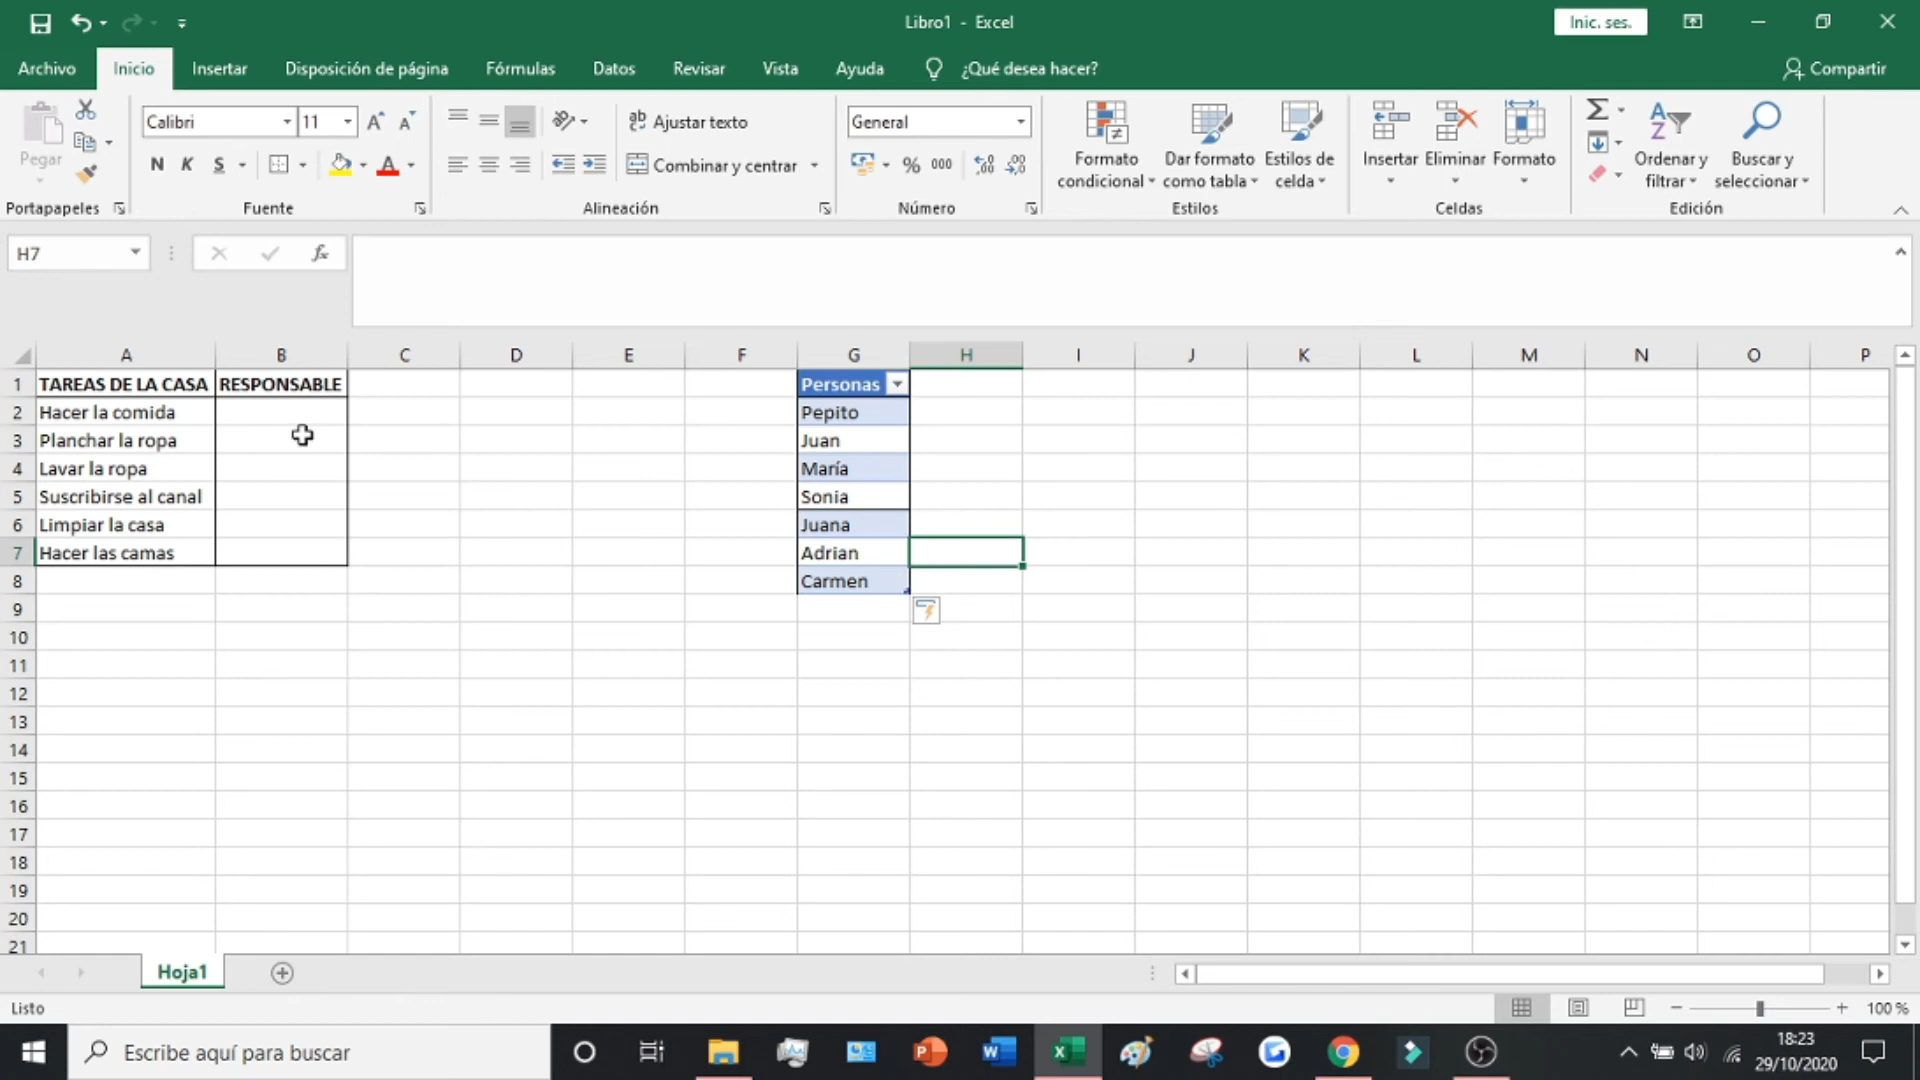 Libro1 - Excel
Inic. ses.
Archivo Inicio Insertar Disposición de página Fórmulas Datos Revisar Vista Ayuda ¿Qué desea hacer? Compartir
Pegar
Portapapeles
Calibri 11
N K S
Fuente
Ajustar texto
Combinar y centrar
Alineación
General
% 000
Número
Formato condicional
Dar formato como tabla
Estilos de celda
Estilos
Insertar Eliminar Formato
Celdas
Ordenar y filtrar
Buscar y seleccionar
Edición
H7 fx
A B C D E F G H I J K L M N O P
1 TAREAS DE LA CASA RESPONSABLE Personas
2 Hacer la comida Pepito
3 Planchar la ropa Juan
4 Lavar la ropa María
5 Suscribirse al canal Sonia
6 Limpiar la casa Juana
7 Hacer las camas Adrian
8 Carmen
9
10
11
12
13
14
15
16
17
18
19
20
21
Hoja1
Listo
100 %
Escribe aquí para buscar
18:23
29/10/2020